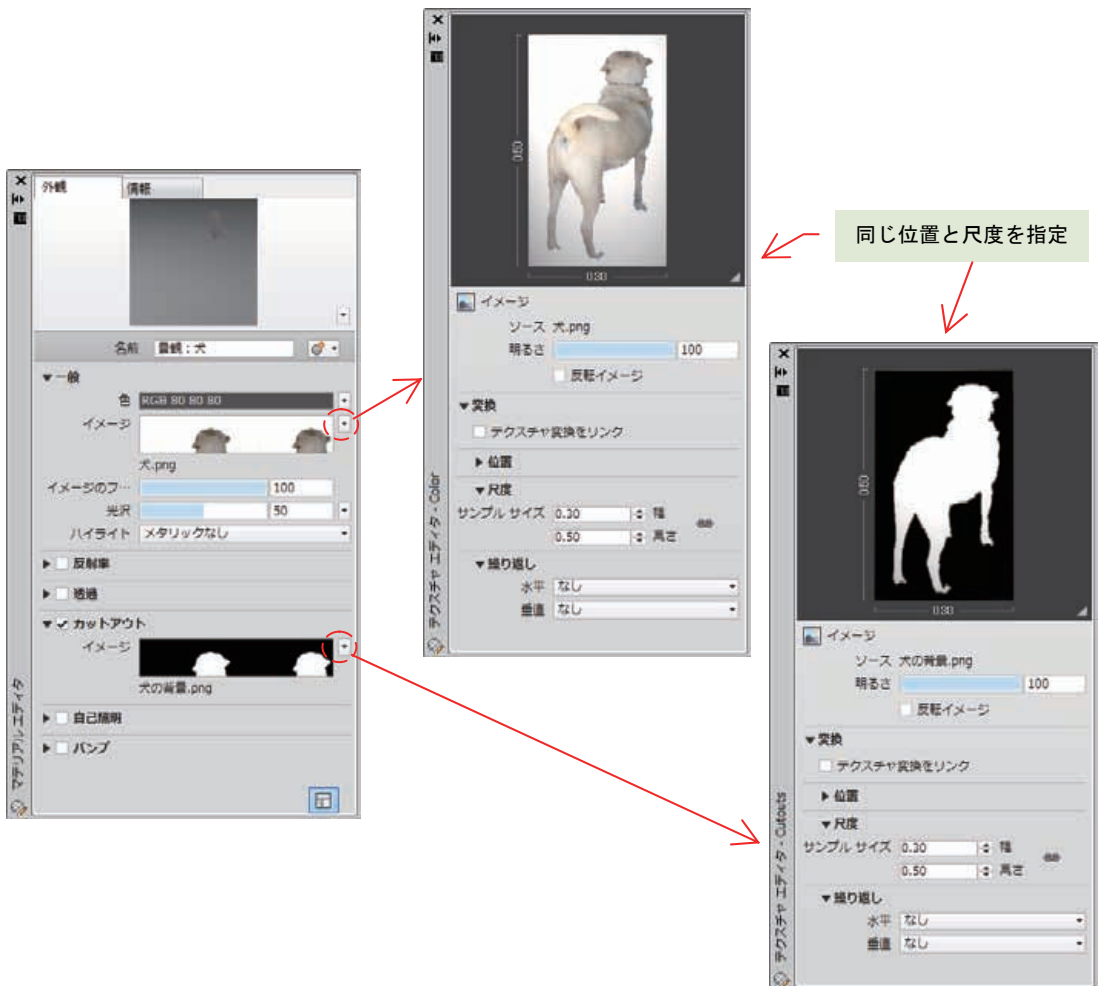 外観
情報
名前 景観：犬
一般
色 RGB 80 80 80
イメージ
犬.png
イメージのフ… 100
光沢 50
ハイライト メタリックなし
反射率
透過
カットアウト
イメージ
犬の背景.png
自己照明
バンプ
マテリアル エディタ
0.50
0.30
イメージ
ソース 犬.png
明るさ 100
反転イメージ
変換
テクスチャ変換をリンク
位置
尺度
サンプル サイズ 0.30 幅
0.50 高さ
繰り返し
水平 なし
垂直 なし
テクスチャ エディタ - Color
同じ位置と尺度を指定
0.50
0.30
イメージ
ソース 犬の背景.png
明るさ 100
反転イメージ
変換
テクスチャ変換をリンク
位置
尺度
サンプル サイズ 0.30 幅
0.50 高さ
繰り返し
水平 なし
垂直 なし
テクスチャ エディタ - Cutouts